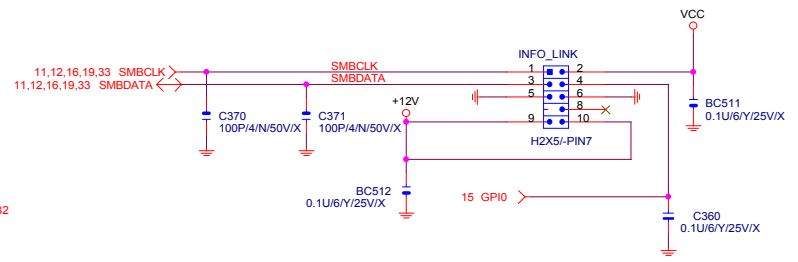 VCC
INFO_LINK
11,12,16,19,33 SMBCLK
SMBCLK
1
2
11,12,16,19,33 SMBDATA
SMBDATA
3
4
5
6
8
9
10
+12V
H2X5/-PIN7
C370
100P/4/N/50V/X
C371
100P/4/N/50V/X
BC511
0.1U/6/Y/25V/X
BC512
0.1U/6/Y/25V/X
15 GPI0
C360
0.1U/6/Y/25V/X